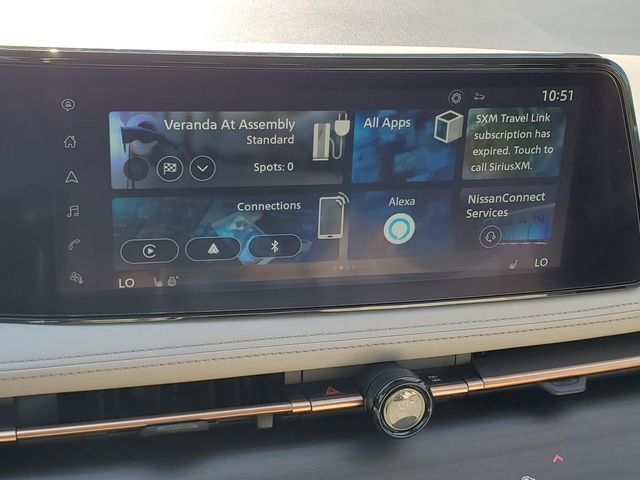 10:51
Veranda At Assembly
Standard
Spots: 0
All Apps
SXM Travel Link
subscription has
expired. Touch to
call SiriusXM.
Connections
Alexa
NissanConnect
Services
LO
LO